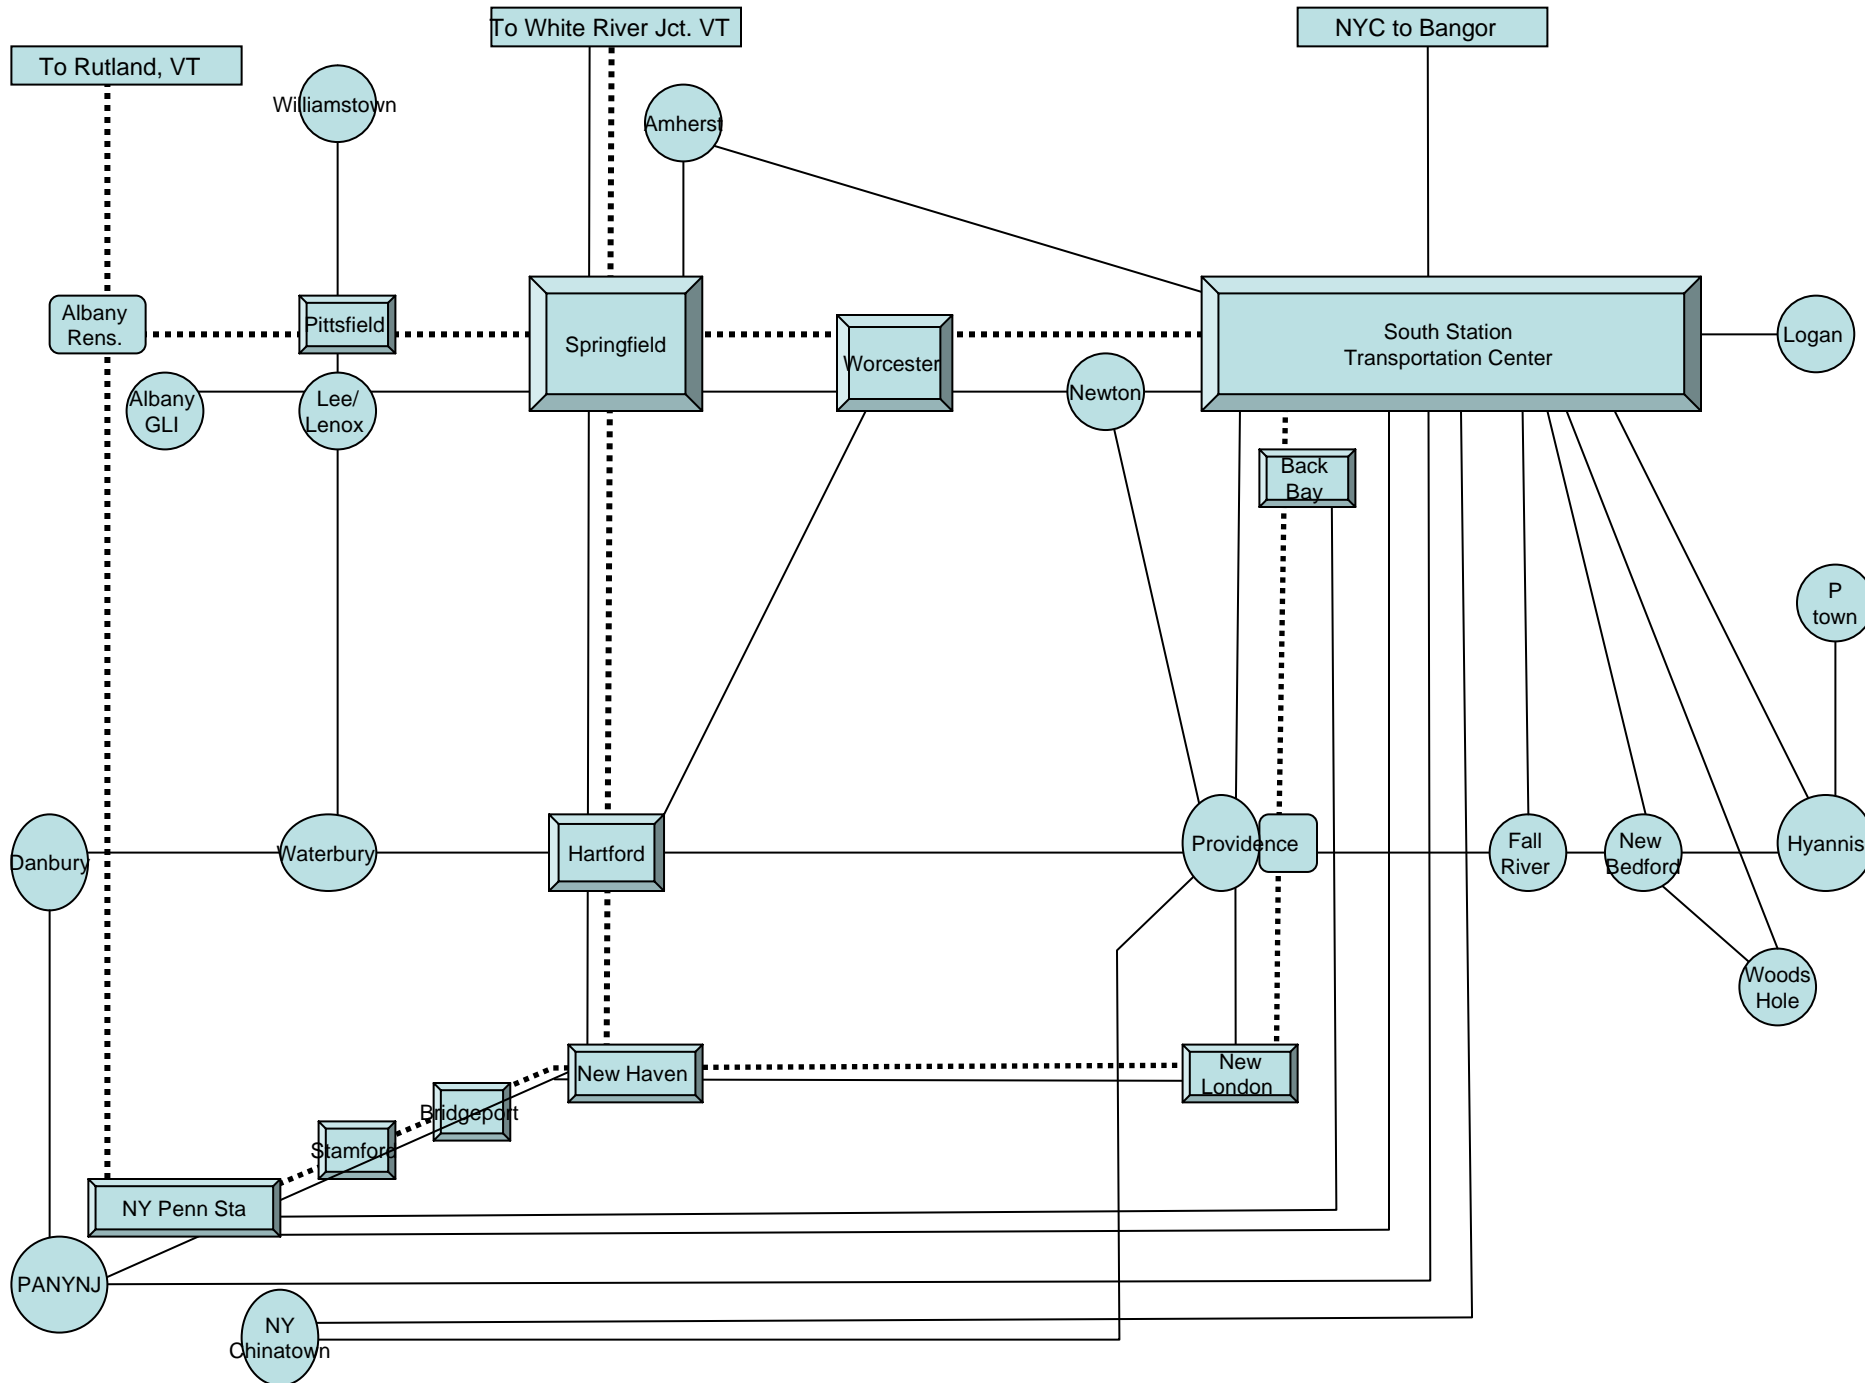 To White River Jct. VT
NYC to Bangor
To Rutland, VT
Williamstown
Amherst
Albany
Rens.
Pittsfield
Springfield
Worcester
South Station
Transportation Center
Logan
Albany
GLI
Lee/
Lenox
Newton
Back
Bay
P
town
Danbury
Waterbury
Hartford
Providence
Fall
River
New
Bedford
Hyannis
Woods
Hole
New Haven
New
London
Bridgeport
Stamford
NY Penn Sta
PANYNJ
NY
Chinatown